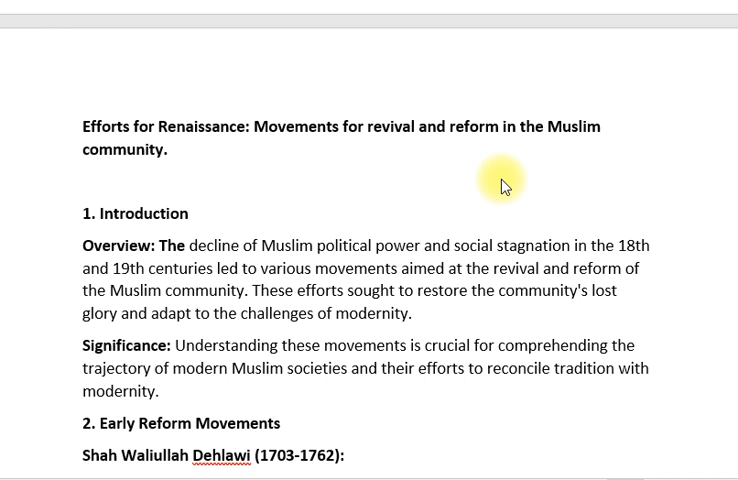 Efforts for Renaissance: Movements for revival and reform in the Muslim
community.
1. Introduction
Overview: The decline of Muslim political power and social stagnation in the 18th
and 19th centuries led to various movements aimed at the revival and reform of
the Muslim community. These efforts sought to restore the community's lost
glory and adapt to the challenges of modernity.
Significance: Understanding these movements is crucial for comprehending the
trajectory of modern Muslim societies and their efforts to reconcile tradition with
modernity.
2. Early Reform Movements
Shah Waliullah Dehlawi (1703-1762):